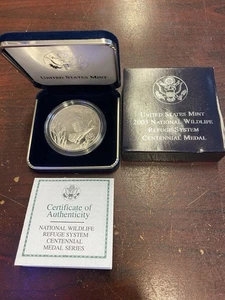 UNITED STATES MINT
UNITED STATES MINT
2003 NATIONAL WILDLIFE
REFUGE SYSTEM
CENTENNIAL MEDAL
Certificate of
Authenticity
NATIONAL WILDLIFE
REFUGE SYSTEM
CENTENNIAL
MEDAL SERIES